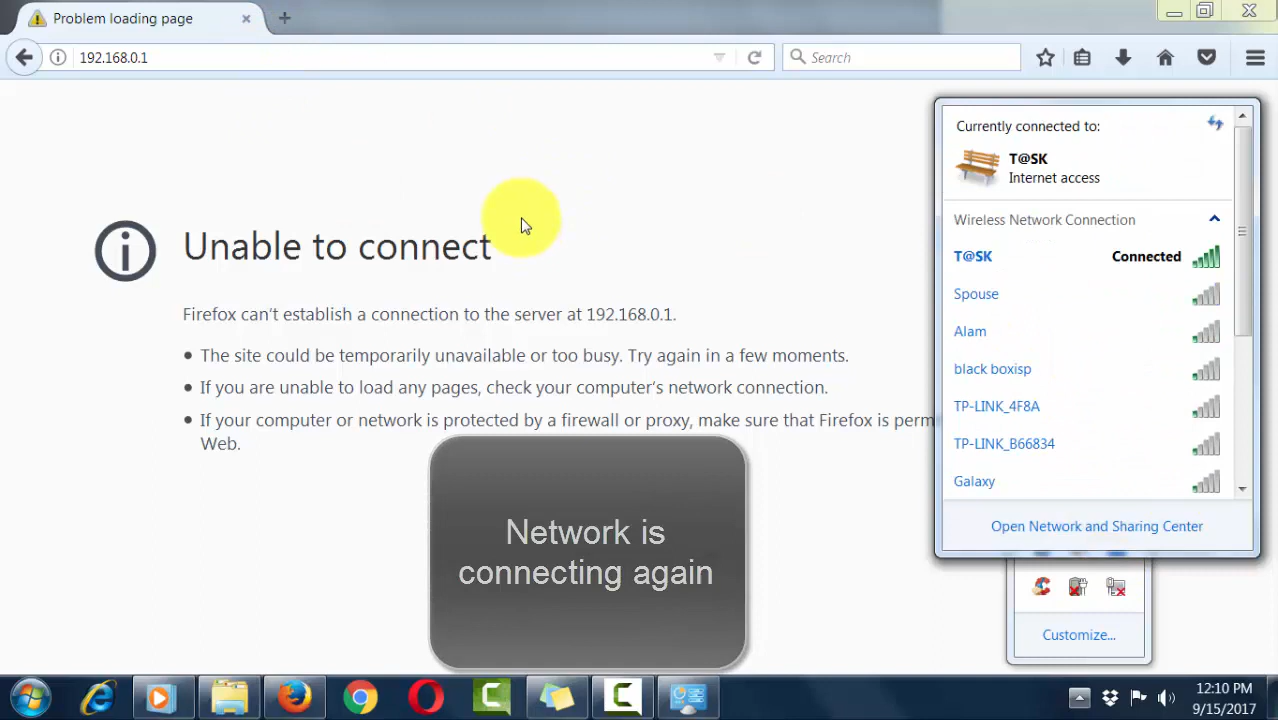 Problem loading page
192.168.0.1
Search
Unable to connect
Firefox can't establish a connection to the server at 192.168.0.1.
The site could be temporarily unavailable or too busy. Try again in a few moments.
If you are unable to load any pages, check your computer's network connection.
If your computer or network is protected by a firewall or proxy, make sure that Firefox is perm
Web.
Network is
connecting again
Currently connected to:
T@SK
Internet access
Wireless Network Connection
T@SK Connected
Spouse
Alam
black boxisp
TP-LINK_4F8A
TP-LINK_B66834
Galaxy
Open Network and Sharing Center
Customize...
12:10 PM
9/15/2017